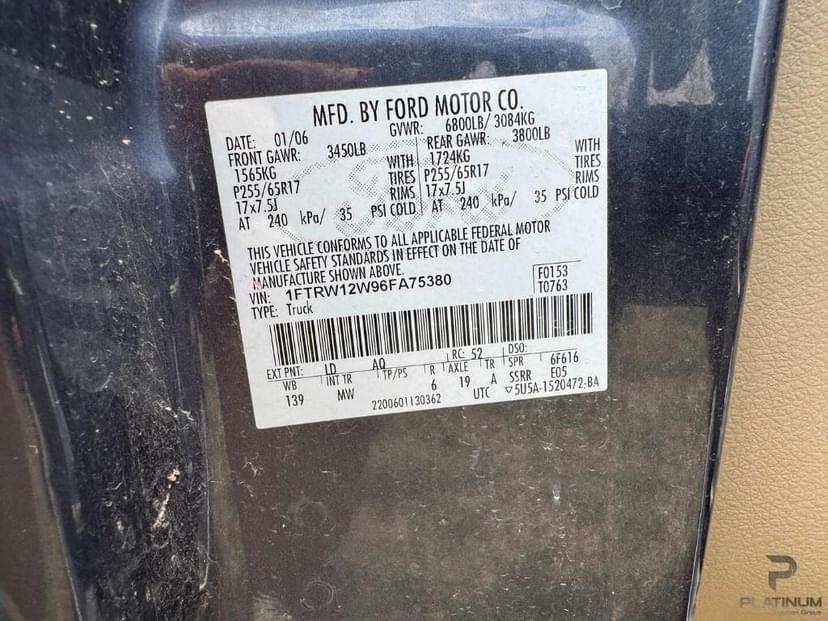 MFD. BY FORD MOTOR CO.
DATE: 01/06 GVWR: 6800LB/ 3084KG
FRONT GAWR: 3450LB REAR GAWR: 3800LB
1565KG WITH 1724KG WITH
P255/65R17 TIRES P255/65R17 TIRES
17x7.5J RIMS 17x7.5J RIMS
AT 240 kPa/ 35 PSI COLD AT 240 kPa/ 35 PSI COLD
THIS VEHICLE CONFORMS TO ALL APPLICABLE FEDERAL MOTOR
VEHICLE SAFETY STANDARDS IN EFFECT ON THE DATE OF
MANUFACTURE SHOWN ABOVE.
VIN: 1FTRW12W96FA75380 F0153
TYPE: Truck T0763
EXT PNT: LD AQ RC: 52 DSO:
WB INT TR TP/PS R AXLE TR SPR 6F616
139 MW 6 19 A SSRR E05
2200601130362 UTC ▽5U5A-1520472-BA
P
PLATINUM